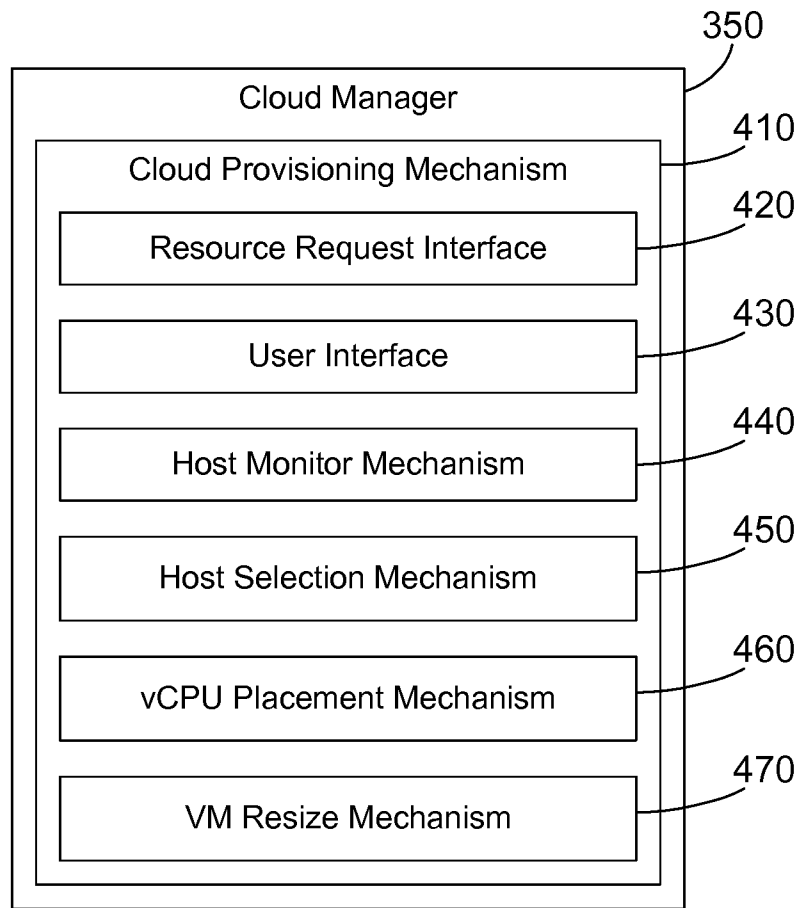 350
Cloud Manager
410
Cloud Provisioning Mechanism
420
Resource Request Interface
430
User Interface
440
Host Monitor Mechanism
450
Host Selection Mechanism
460
vCPU Placement Mechanism
470
VM Resize Mechanism